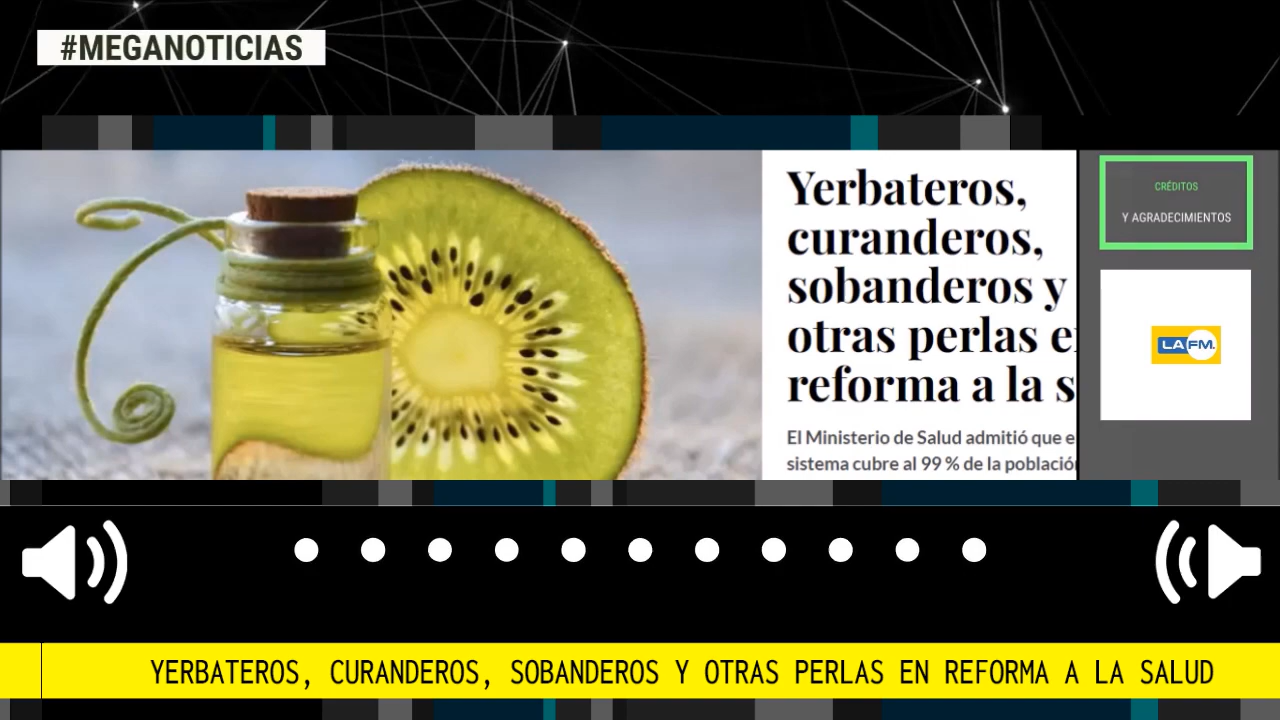 #MEGANOTICIAS
Yerbateros,
curanderos,
sobanderos y
otras perlas e
reforma a la s
El Ministerio de Salud admitió que e
sistema cubre al 99 % de la població
CRÉDITOS
Y AGRADECIMIENTOS
LA FM.
YERBATEROS, CURANDEROS, SOBANDEROS Y OTRAS PERLAS EN REFORMA A LA SALUD